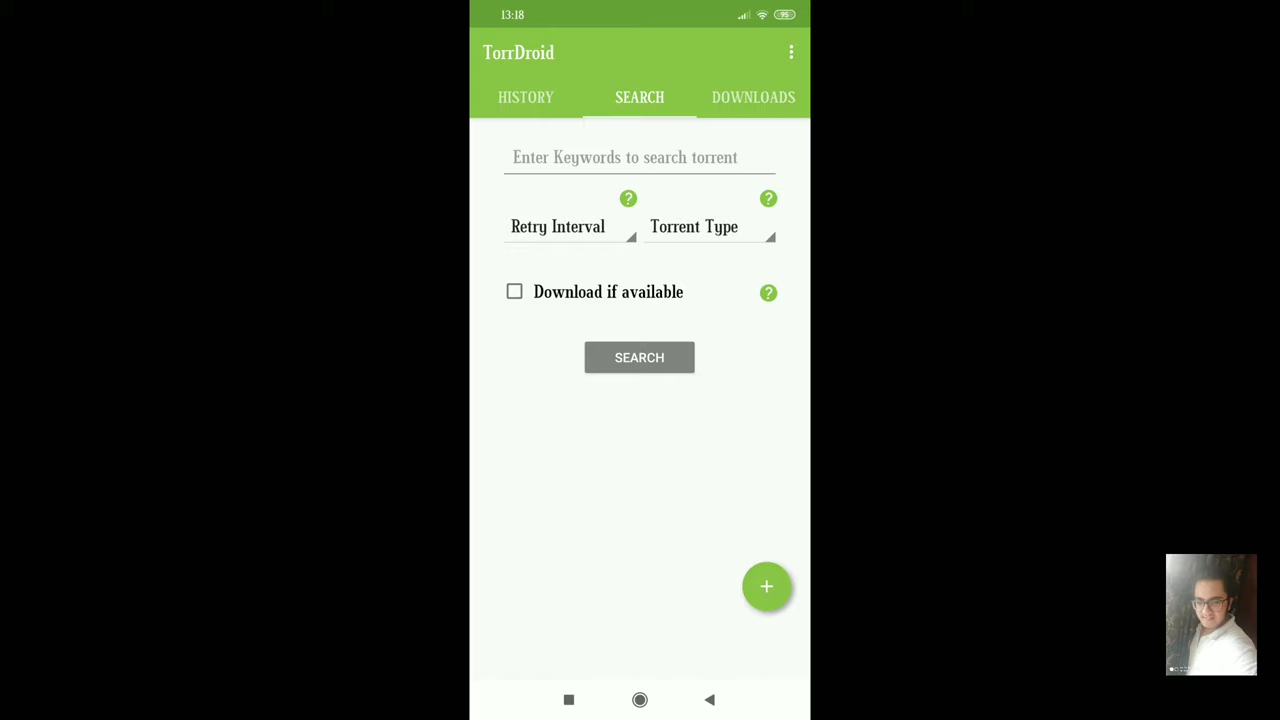 13:18
95
TorrDroid
HISTORY
SEARCH
DOWNLOADS
Enter Keywords to search torrent
?
?
Retry Interval
Torrent Type
Download if available
?
SEARCH
+